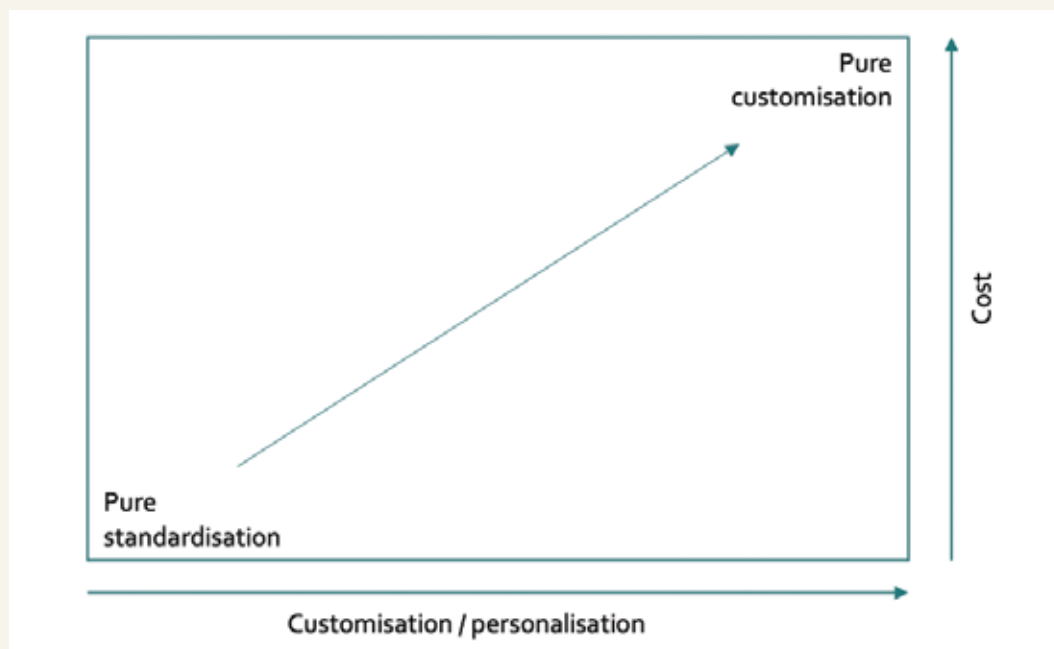 Pure
customisation
Cost
Pure
standardisation
Customisation / personalisation